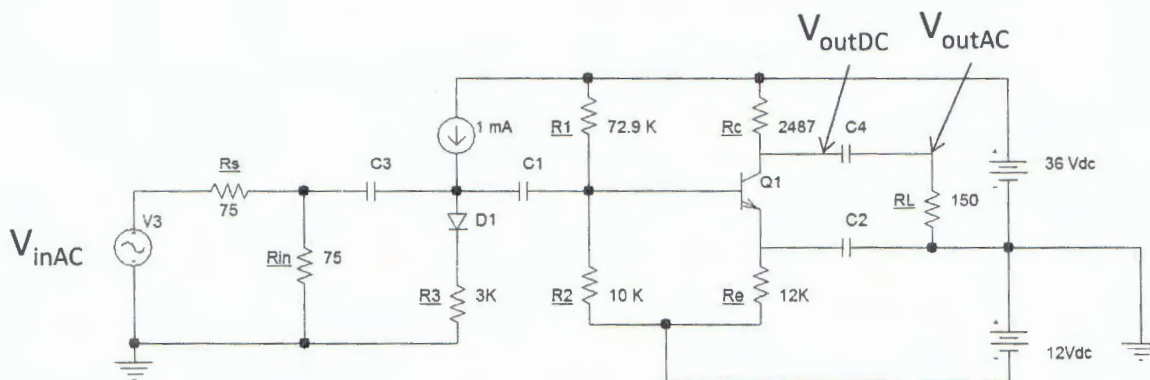 VoutDC
VoutAC
1 mA
R1
72.9 K
Rc
2487
C4
Rs
75
C3
C1
Q1
36 Vdc
V3
D1
RL
150
VinAC
Rin
75
C2
R3
3K
R2
10 K
Re
12K
12Vdc